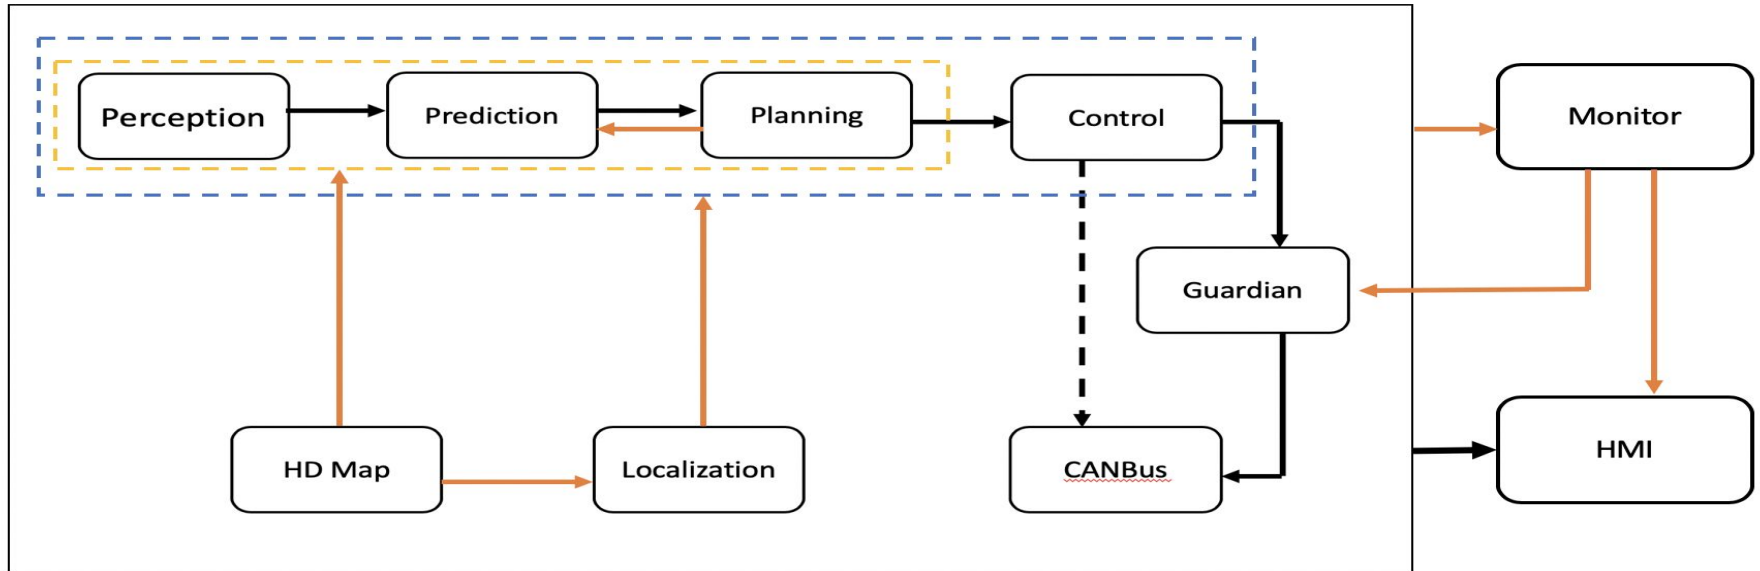 Perception
Prediction
Planning
Control
Monitor
Guardian
HD Map
Localization
CANBus
HMI